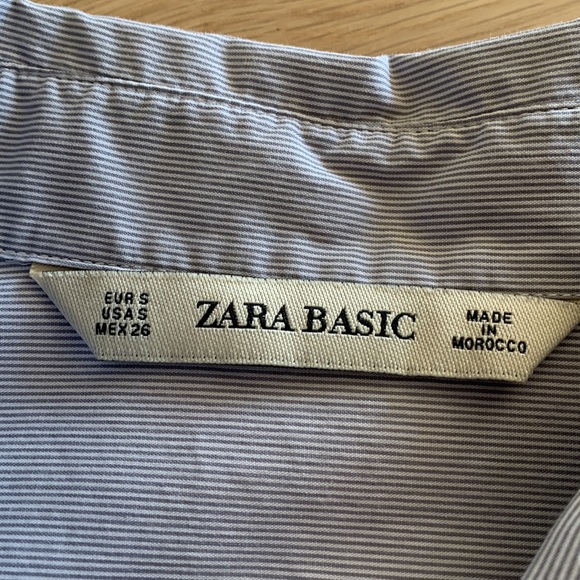 EUR S
USA S
MEX 26
ZARA BASIC
MADE
IN
MOROCCO